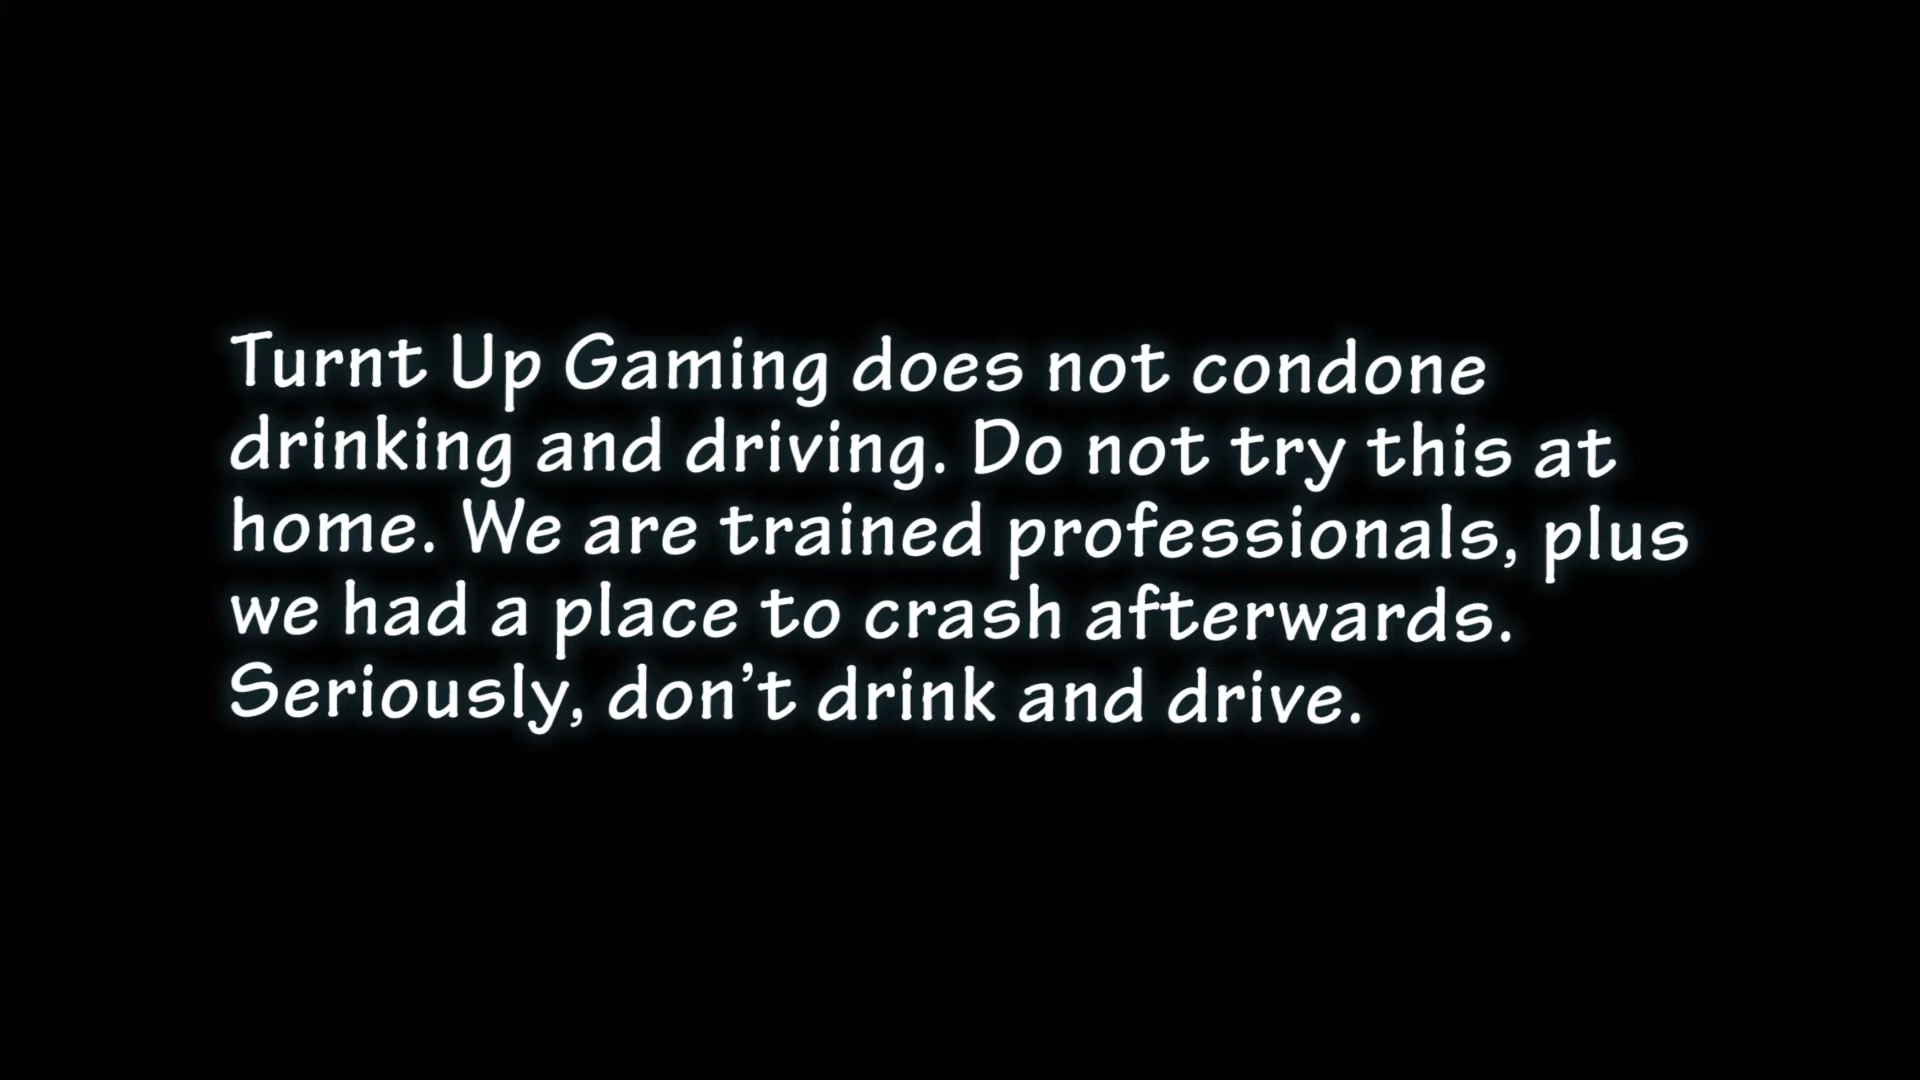 Turnt Up Gaming does not condone
drinking and driving. Do not try this at
home. We are trained professionals, plus
we had a place to crash afterwards.
Seriously, don’t drink and drive.